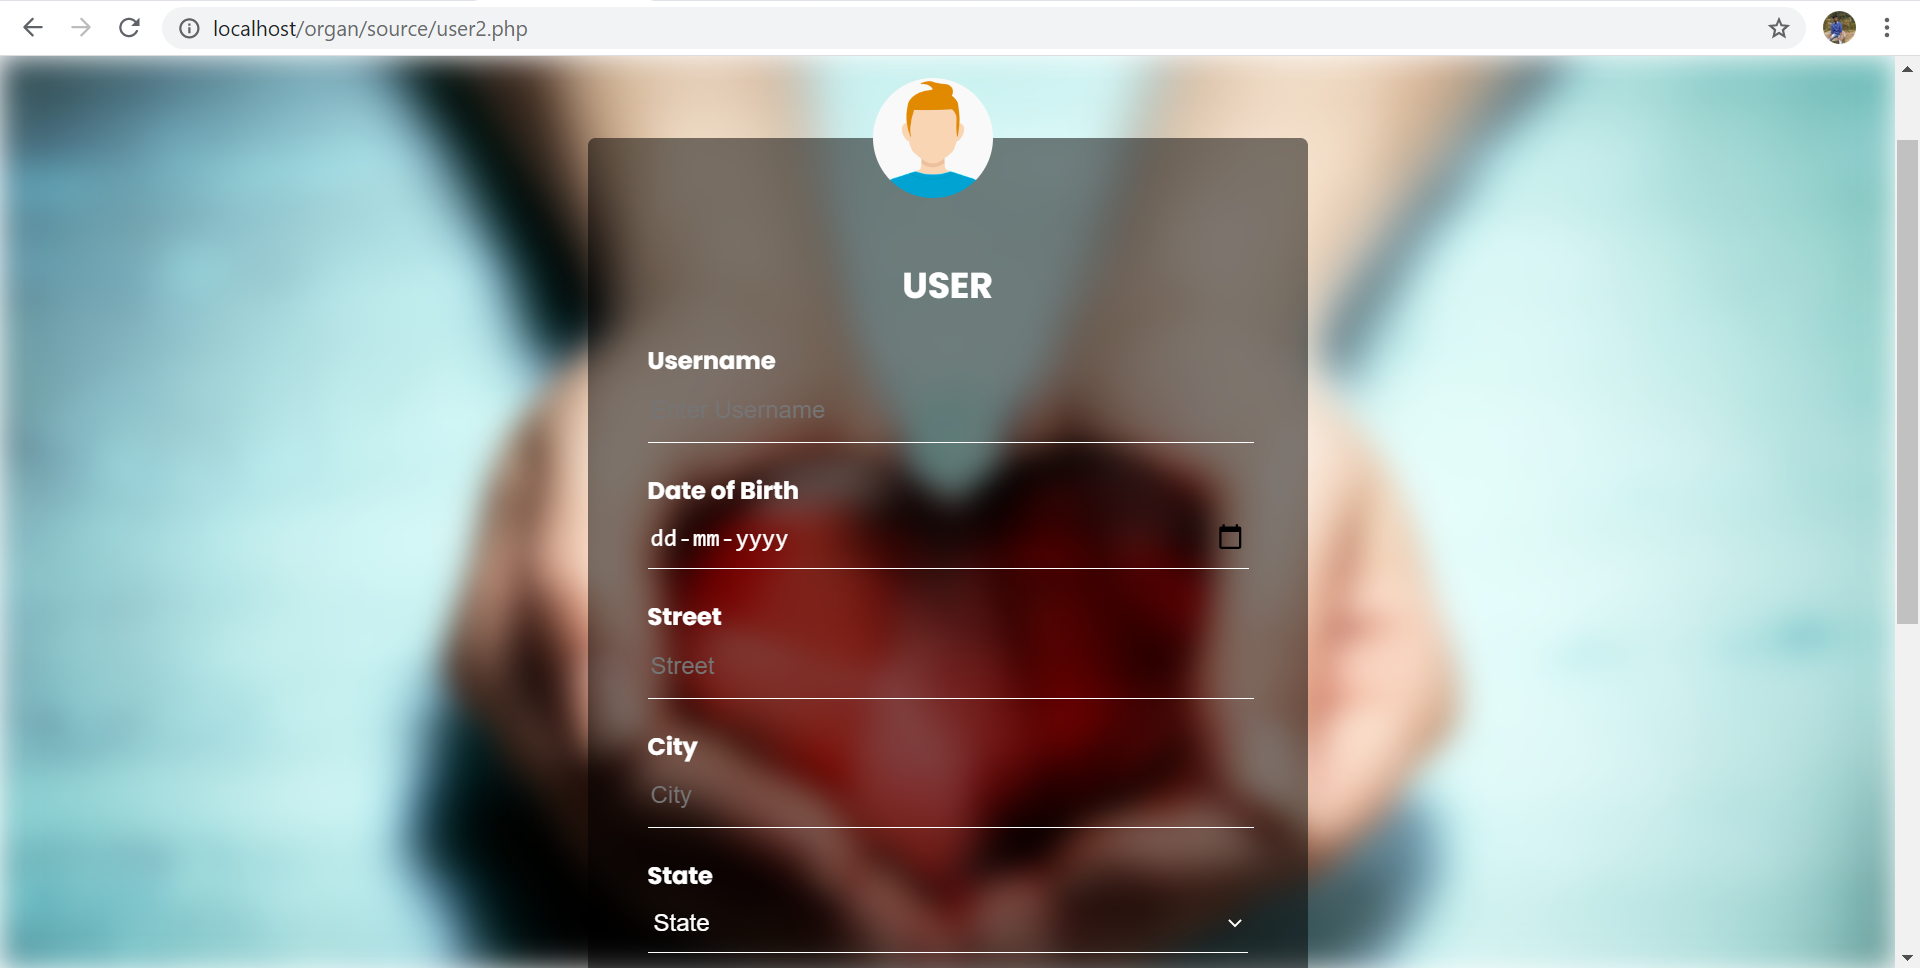 localhost/organ/source/user2.php
USER
Username
Enter Username
Date of Birth
dd-mm-yyyy
Street
Street
City
City
State
State